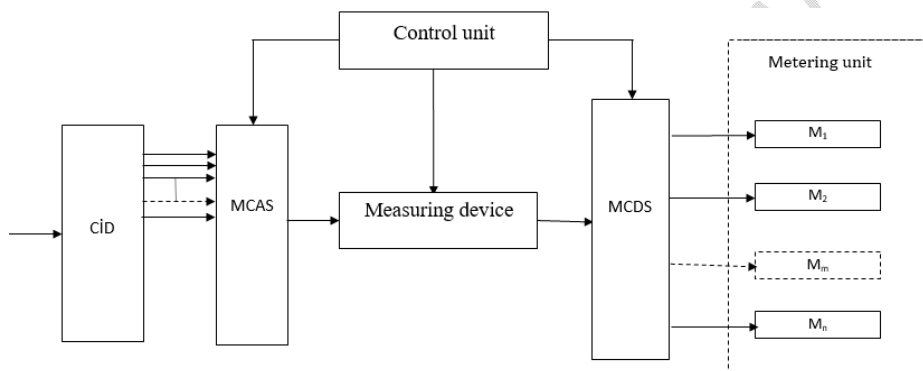 Control unit
Metering unit
CİD
MCAS
Measuring device
MCDS
M₁
M₂
Mₘ
Mₙ